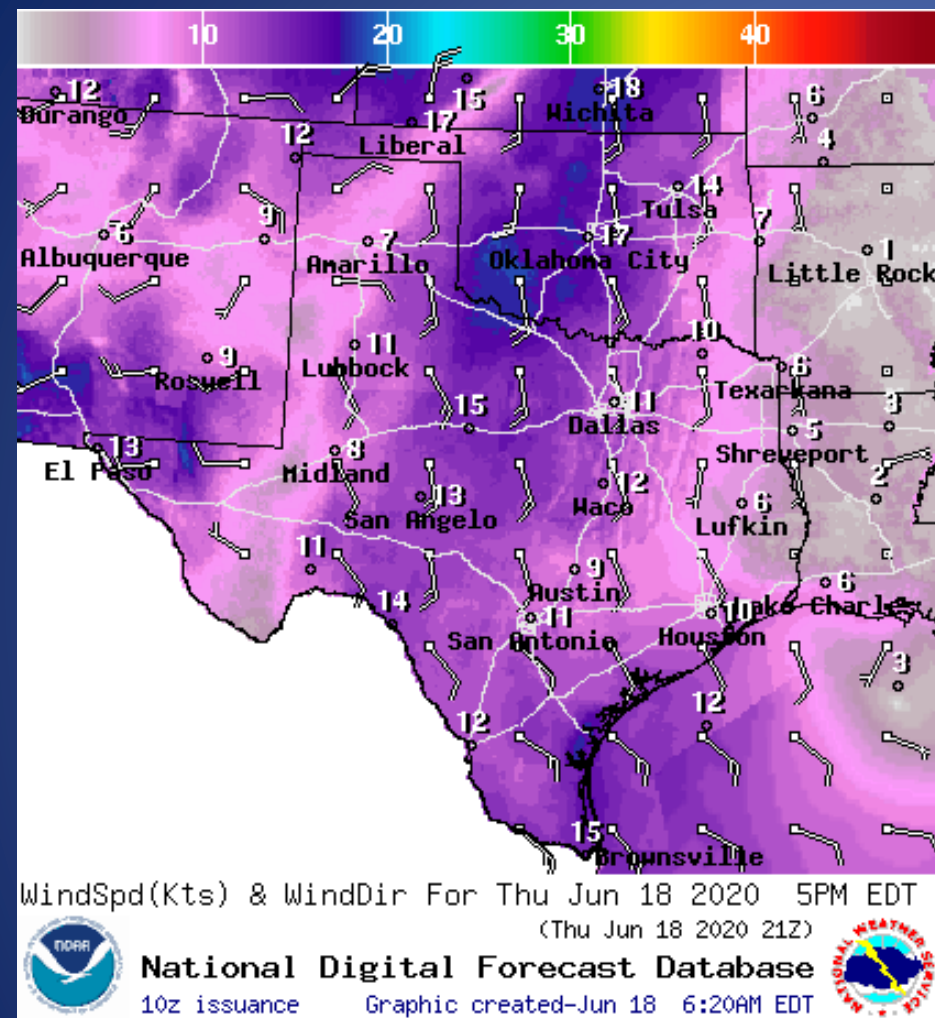 10 20 30 40
12 18 6
Durango 15 Wichita
12 17 4
Liberal
14
Tulsa
6 9 7 17 7 1
Albuquerque Amarillo Oklahoma City Little Rock
11 10
9 Lubbock 6
Roswell 15 11 Texarkana 3
13 8 Dallas 5
El Paso Midland Shreveport
13 12 6 2
San Angelo Waco Lufkin
11 9 6
14 Austin 10 Lake Charles
11
San Antonio Houston
3
12 12
15
Brownsville
WindSpd(Kts) & WindDir For Thu Jun 18 2020 5PM EDT
(Thu Jun 18 2020 21Z)
NOAA
National Digital Forecast Database
10z issuance Graphic created-Jun 18 6:20AM EDT
NATIONAL WEATHER SERVICE